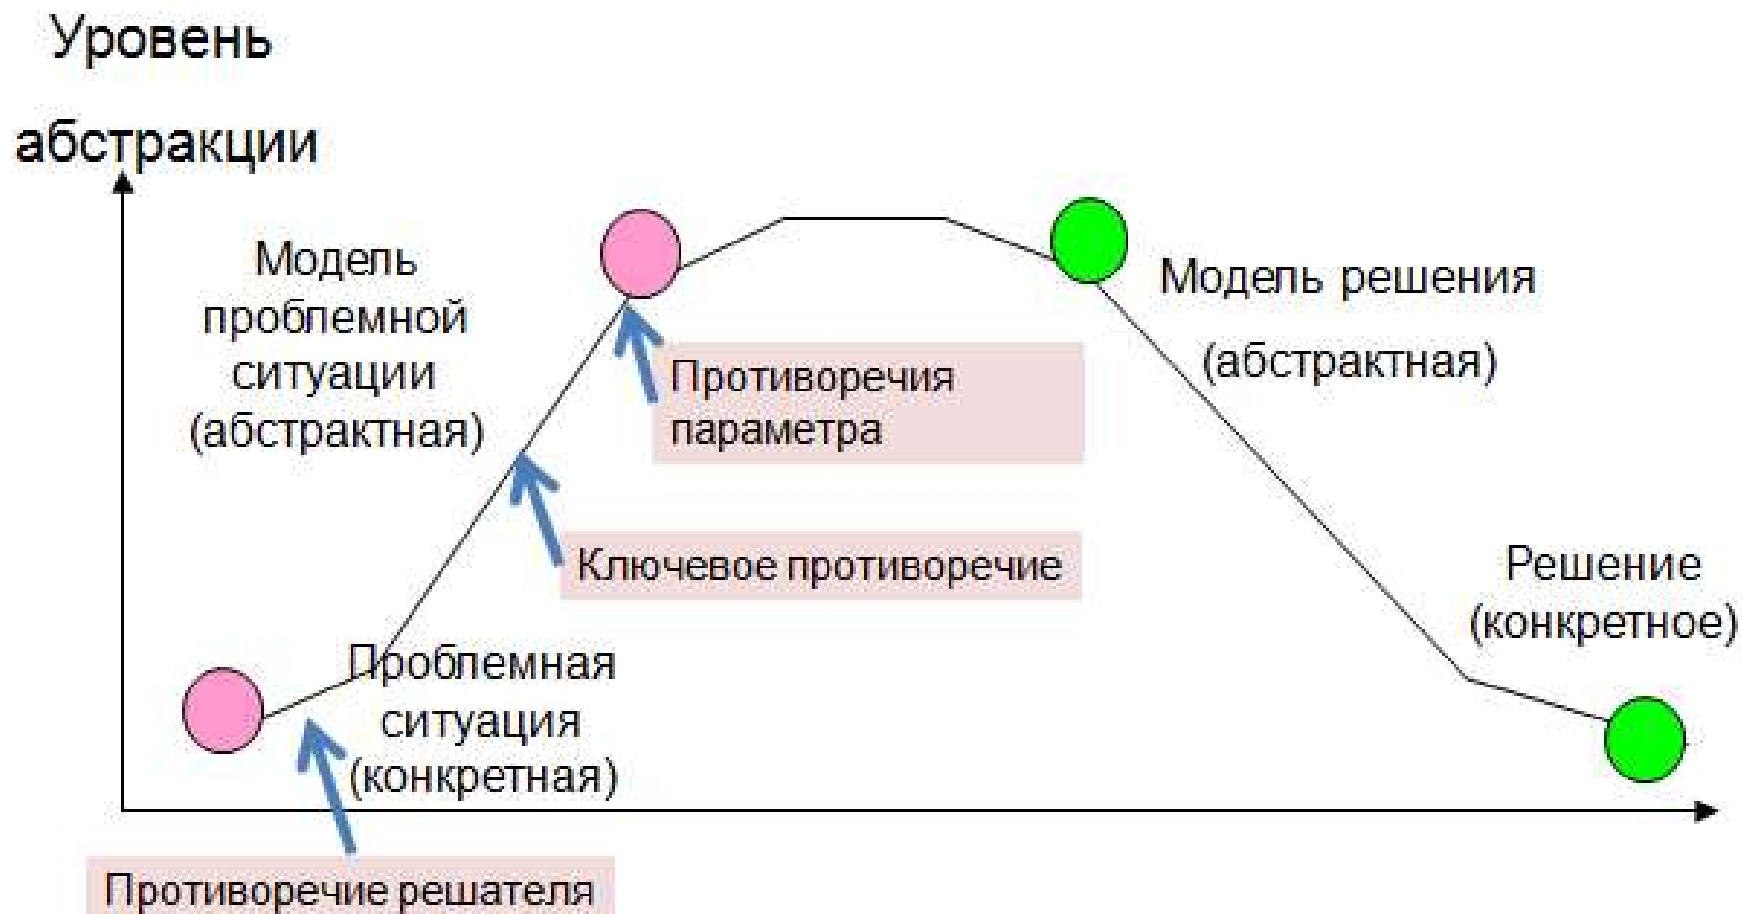 Уровень
абстракции
Модель
проблемной
ситуации
(абстрактная)
Модель решения
(абстрактная)
Противоречия
параметра
Ключевое противоречие
Решение
(конкретное)
Проблемная
ситуация
(конкретная)
Противоречие решателя